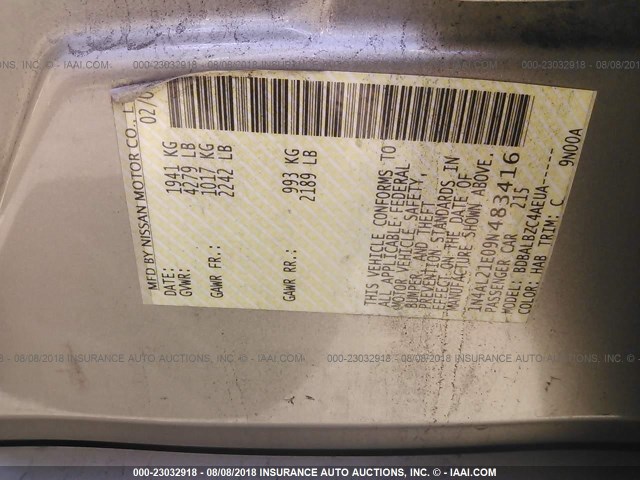 MFD BY NISSAN MOTOR CO.,
DATE: 02/0
GVWR: 1941 KG
4279 LB
GAWR FR.: 1017 KG
2242 LB
GAWR RR.: 993 KG
2189 LB
THIS VEHICLE CONFORMS TO
ALL APPLICABLE FEDERAL
MOTOR VEHICLE SAFETY,
BUMPER, AND THEFT
PREVENTION STANDARDS IN
EFFECT ON THE DATE OF
MANUFACTURE SHOWN ABOVE.
1N4AL21E09N483416
PASSENGER CAR 215
MODEL: BDBALBZC4AEUA-----
COLOR: HAB TRIM: C 9N00A
000-23032918 - 08/08/2018 INSURANCE AUTO AUCTIONS, INC. - © - IAAI.COM